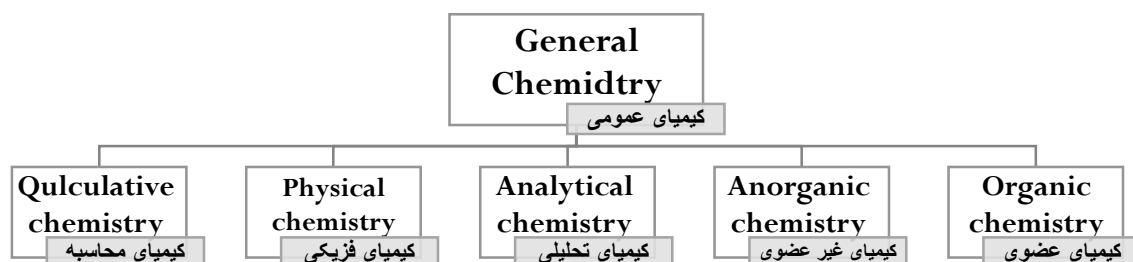 General
Chemidtry
کیمیای عمومی
Qulculative
chemistry
کیمیای محاسبه
Physical
chemistry
کیمیای فزیکی
Analytical
chemistry
کیمیای تحلیلی
Anorganic
chemistry
کیمیای غیر عضوی
Organic
chemistry
کیمیای عضوی